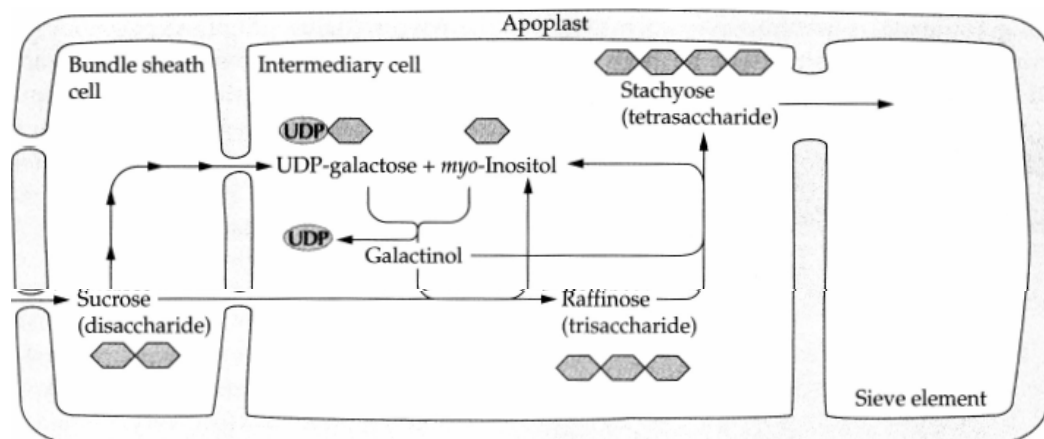 Apoplast
Bundle sheath
cell
Intermediary cell
Stachyose
(tetrasaccharide)
UDP
UDP-galactose + myo-Inositol
UDP
Galactinol
Sucrose
(disaccharide)
Raffinose
(trisaccharide)
Sieve element